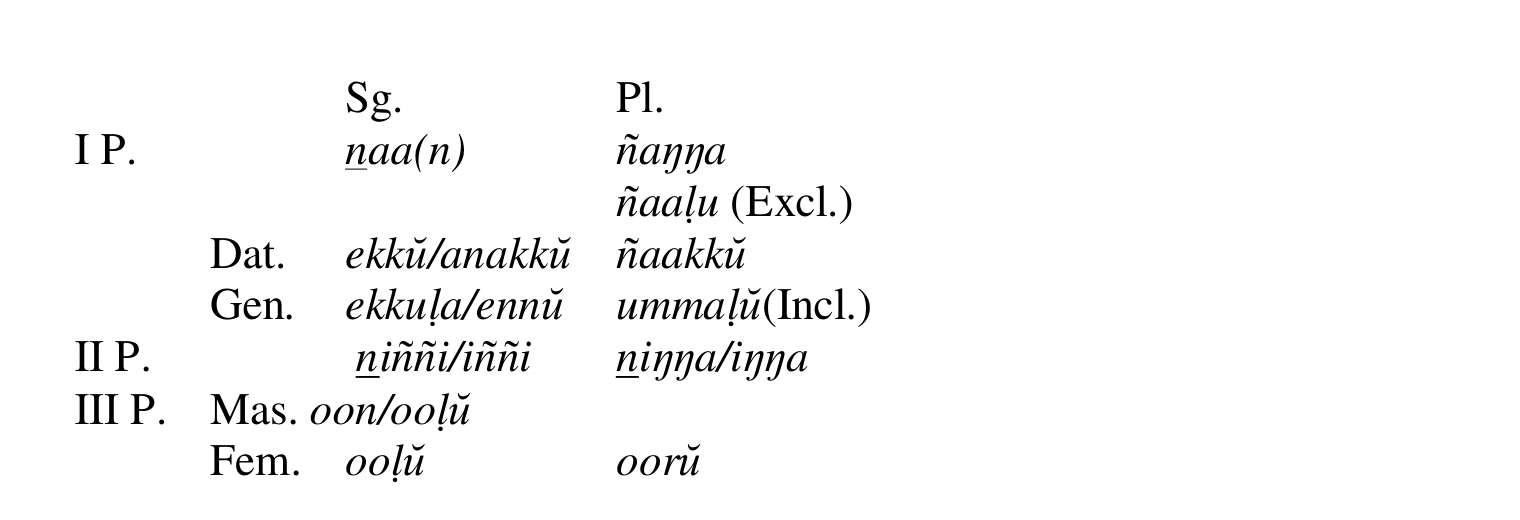 Sg. Pl.
I P. n̲aa(n) ñaŋŋa
ñaaḷu (Excl.)
Dat. ekkŭ/anakkŭ ñaakkŭ
Gen. ekkuḷa/ennŭ ummaḷŭ(Incl.)
II P. n̲iññi/iññi n̲iŋŋa/iŋŋa
III P. Mas. oon/ooḷŭ
Fem. ooḷŭ oorŭ